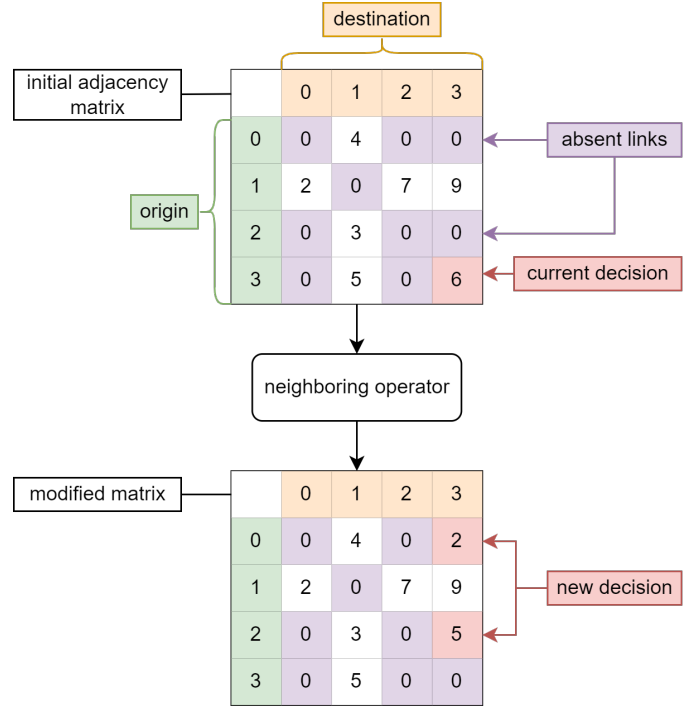 destination
initial adjacency
matrix
0 1 2 3
0 0 4 0 0
absent links
1 2 0 7 9
origin
2 0 3 0 0
3 0 5 0 6
current decision
neighboring operator
modified matrix
0 1 2 3
0 0 4 0 2
1 2 0 7 9
new decision
2 0 3 0 5
3 0 5 0 0